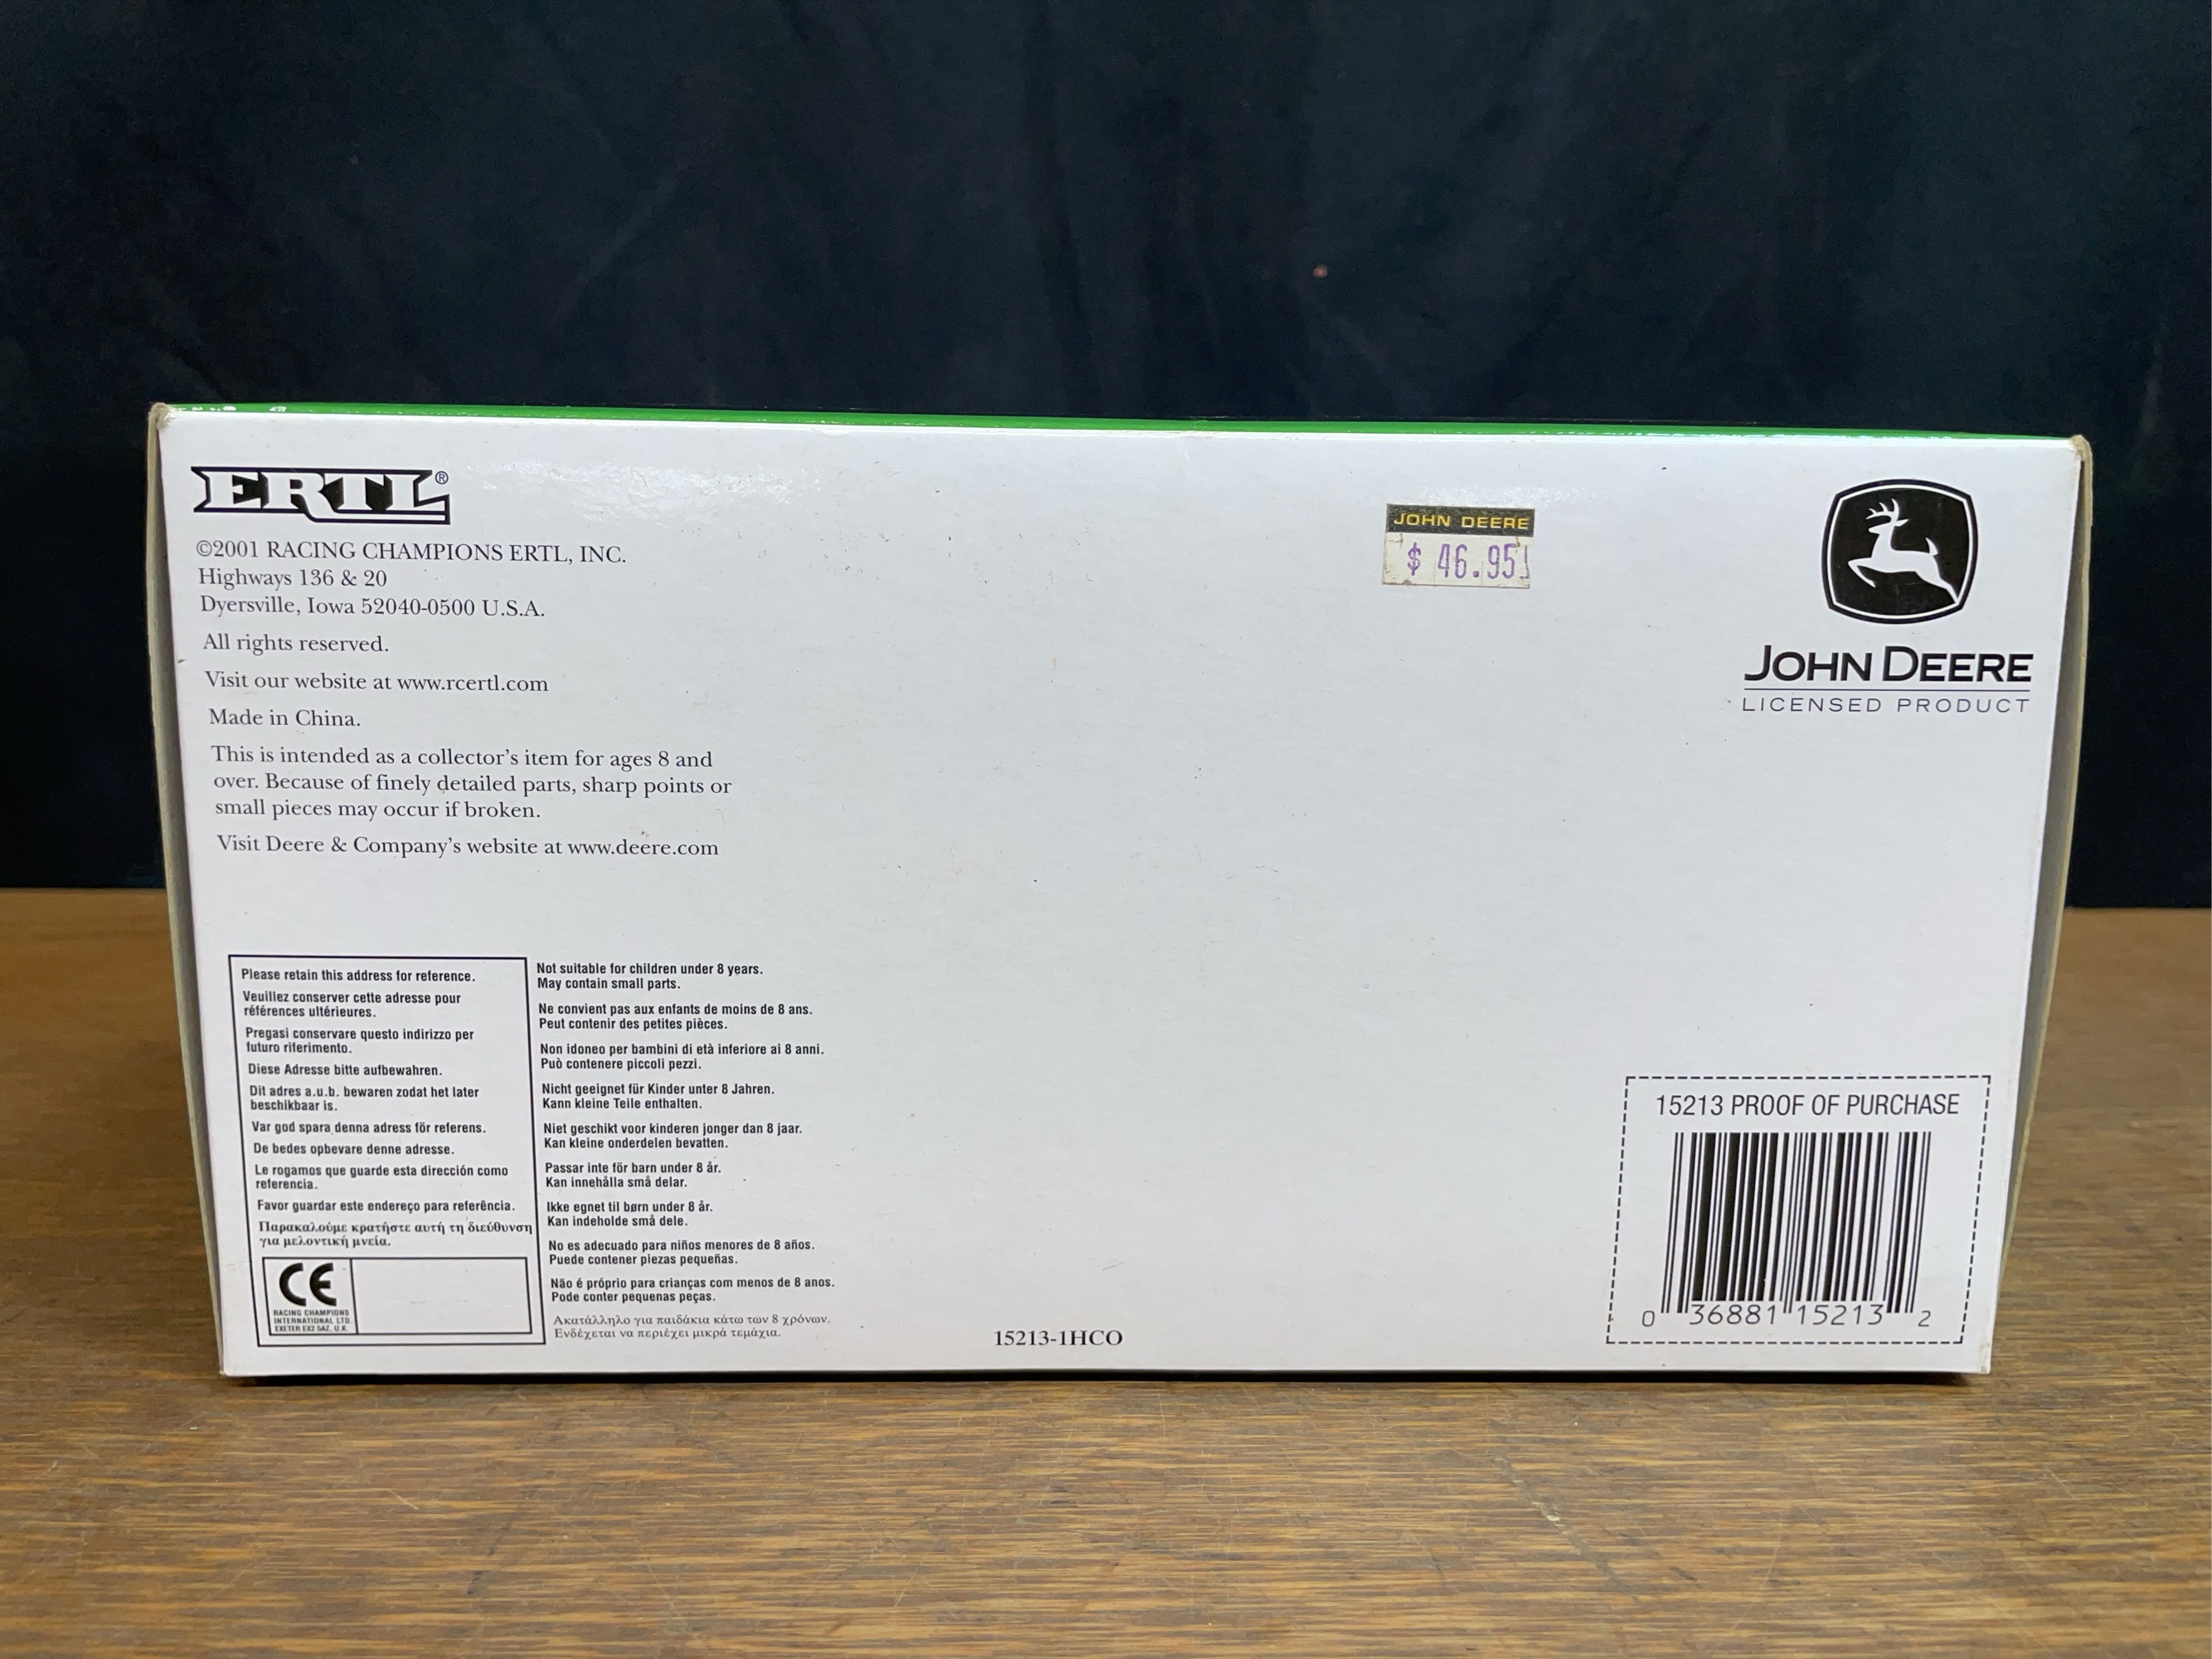 ERTL®
©2001 RACING CHAMPIONS ERTL, INC.
Highways 136 & 20
Dyersville, Iowa 52040-0500 U.S.A.
All rights reserved.
Visit our website at www.rcertl.com
Made in China.
This is intended as a collector's item for ages 8 and
over. Because of finely detailed parts, sharp points or
small pieces may occur if broken.
Visit Deere & Company's website at www.deere.com
JOHN DEERE
$ 46.95
JOHN DEERE
LICENSED PRODUCT
Please retain this address for reference.
Veuillez conserver cette adresse pour
références ultérieures.
Pregasi conservare questo indirizzo per
futuro riferimento.
Diese Adresse bitte aufbewahren.
Dit adres a.u.b. bewaren zodat het later
beschikbaar is.
Var god spara denna adress för referens.
De bedes opbevare denne adresse.
Le rogamos que guarde esta dirección como
referencia.
Favor guardar este endereço para referência.
Παρακαλούμε κρατήστε αυτή τη διεύθυνση
για μελοντική μνεία.
CE
RACING CHAMPIONS
INTERNATIONAL LTD.
EXETER EX2 5AZ, U.K.
Not suitable for children under 8 years.
May contain small parts.
Ne convient pas aux enfants de moins de 8 ans.
Peut contenir des petites pièces.
Non idoneo per bambini di età inferiore ai 8 anni.
Può contenere piccoli pezzi.
Nicht geeignet für Kinder unter 8 Jahren.
Kann kleine Teile enthalten.
Niet geschikt voor kinderen jonger dan 8 jaar.
Kan kleine onderdelen bevatten.
Passar inte för barn under 8 år.
Kan innehålla små delar.
Ikke egnet til børn under 8 år.
Kan indeholde små dele.
No es adecuado para niños menores de 8 años.
Puede contener piezas pequeñas.
Não é próprio para crianças com menos de 8 anos.
Pode conter pequenas peças.
Ακατάλληλο για παιδάκια κάτω των 8 χρόνων.
Ενδέχεται να περιέχει μικρά τεμάχια.
15213-1HCO
15213 PROOF OF PURCHASE
0 36881 15213 2